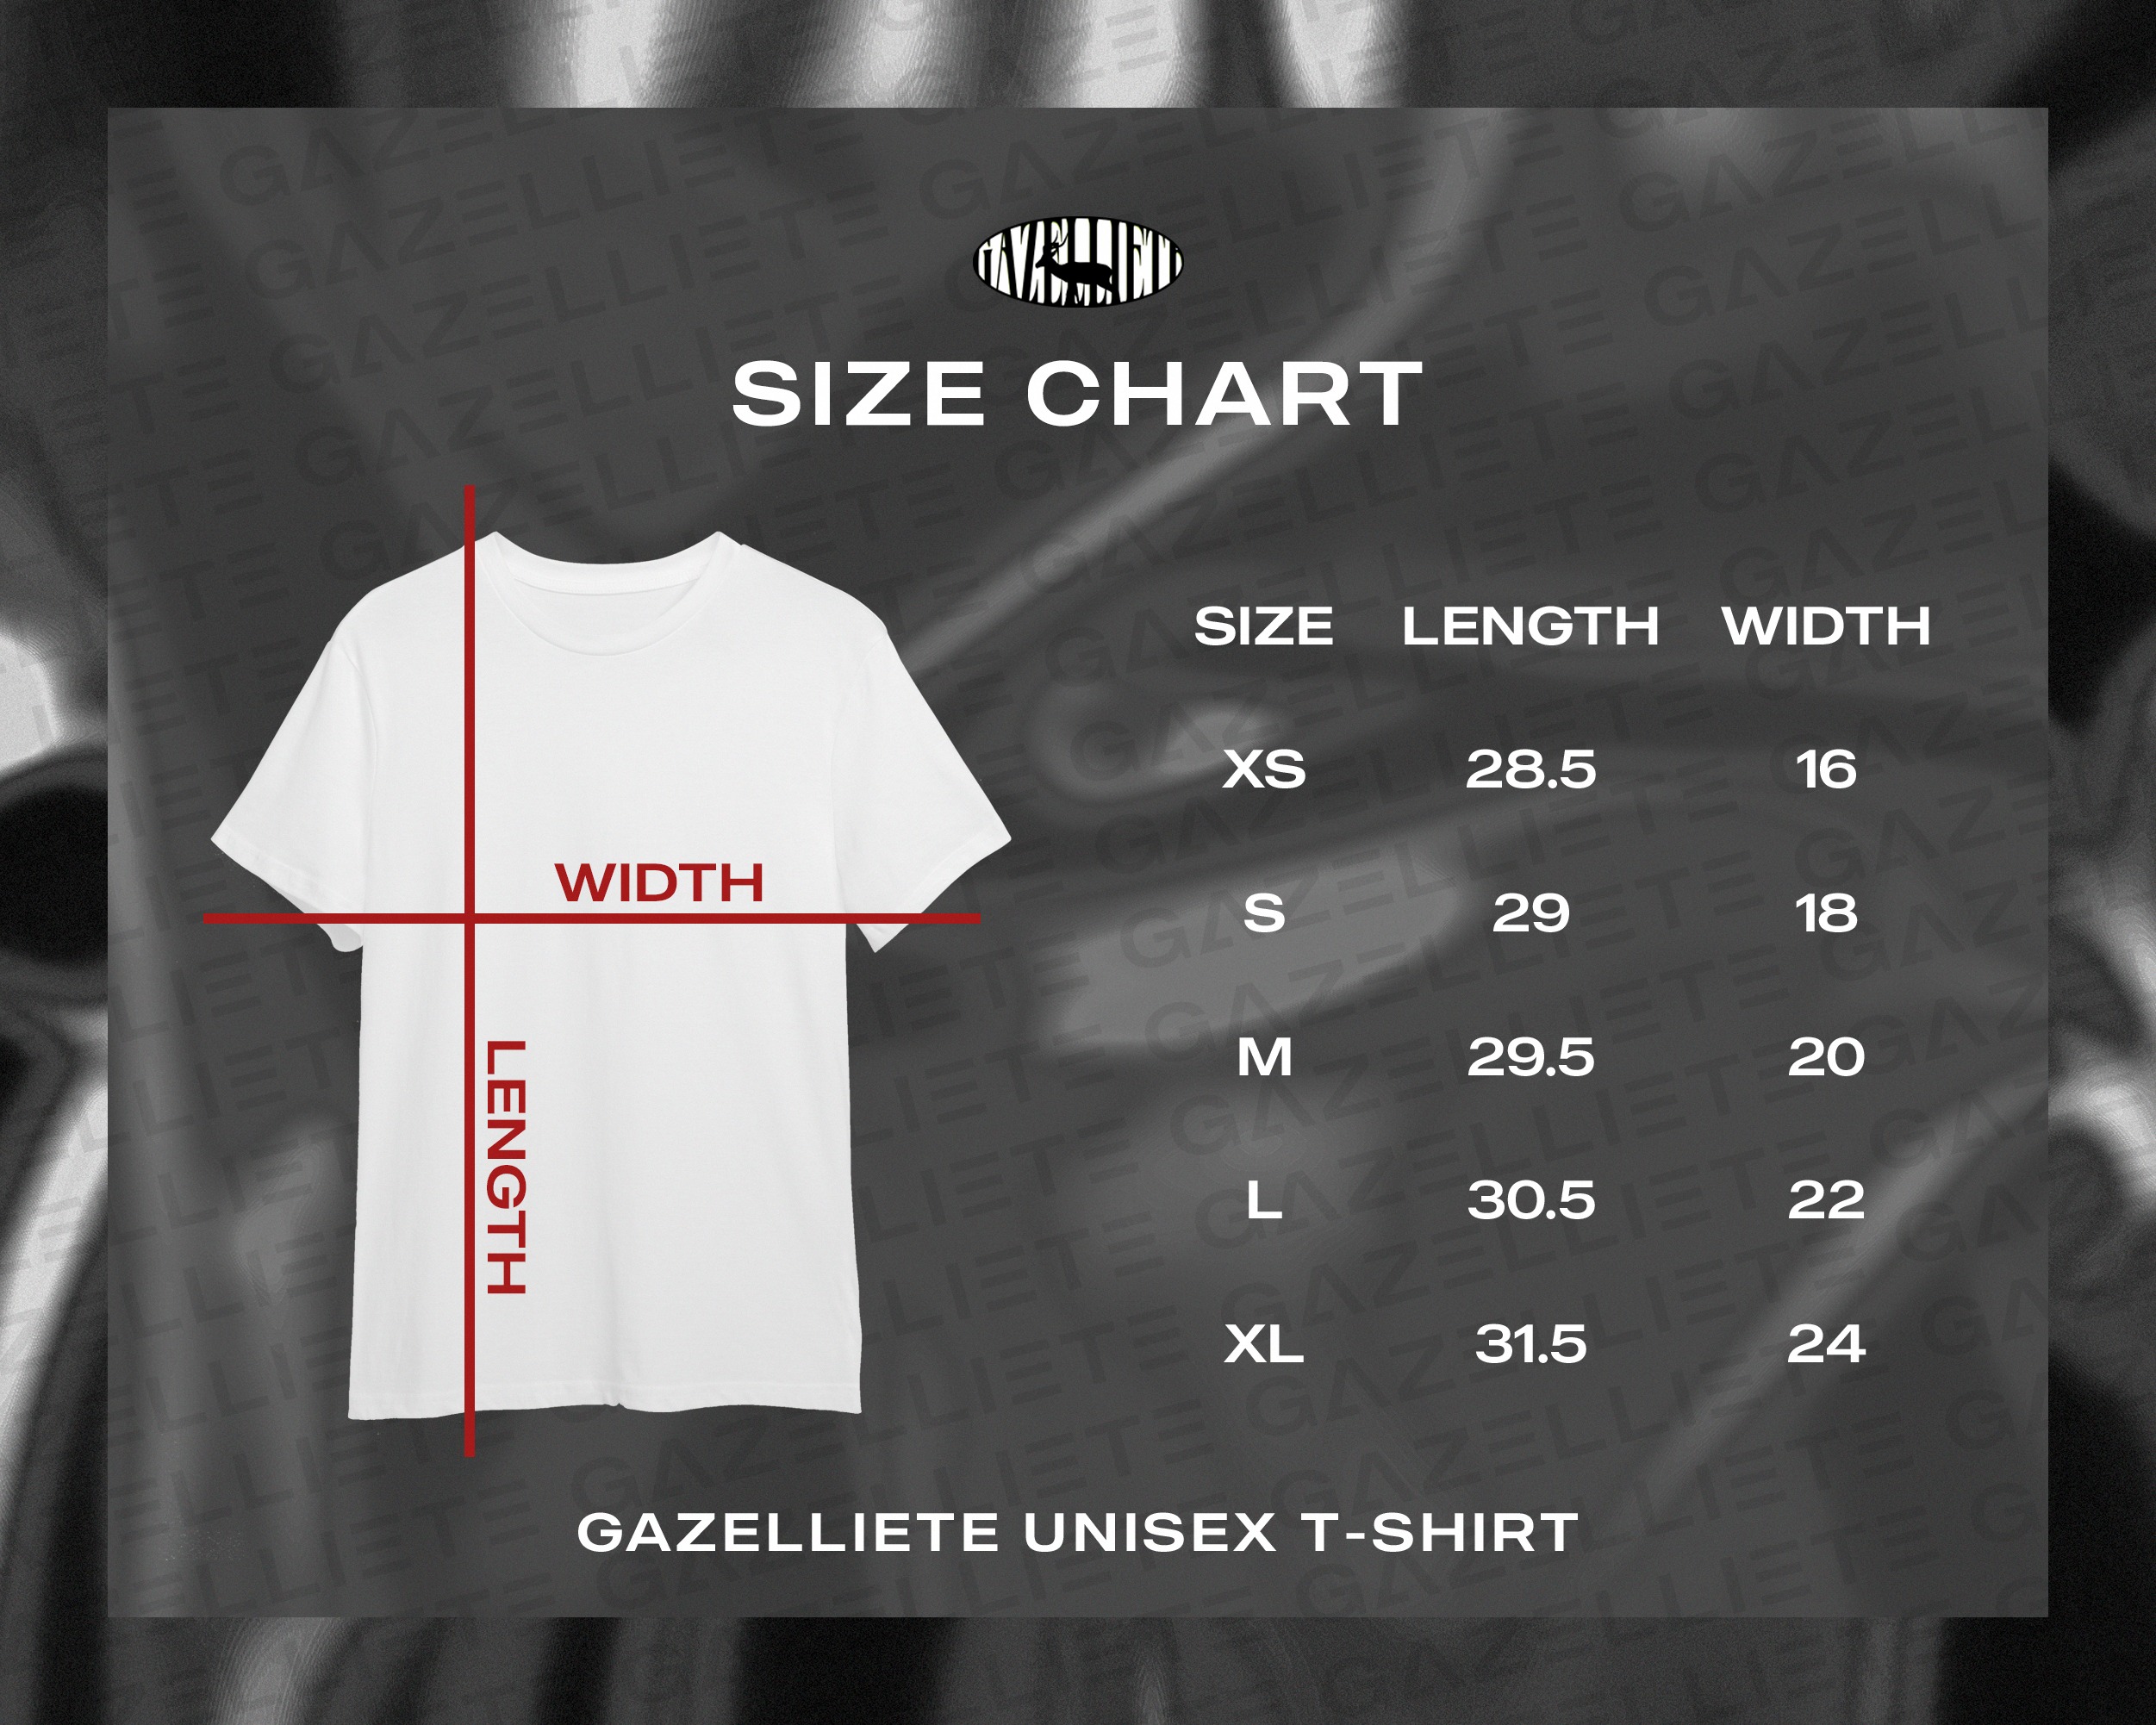 GAZELLIETE
SIZE CHART
WIDTH
LENGTH
SIZE LENGTH WIDTH
XS 28.5 16
S 29 18
M 29.5 20
L 30.5 22
XL 31.5 24
GAZELLIETE UNISEX T-SHIRT